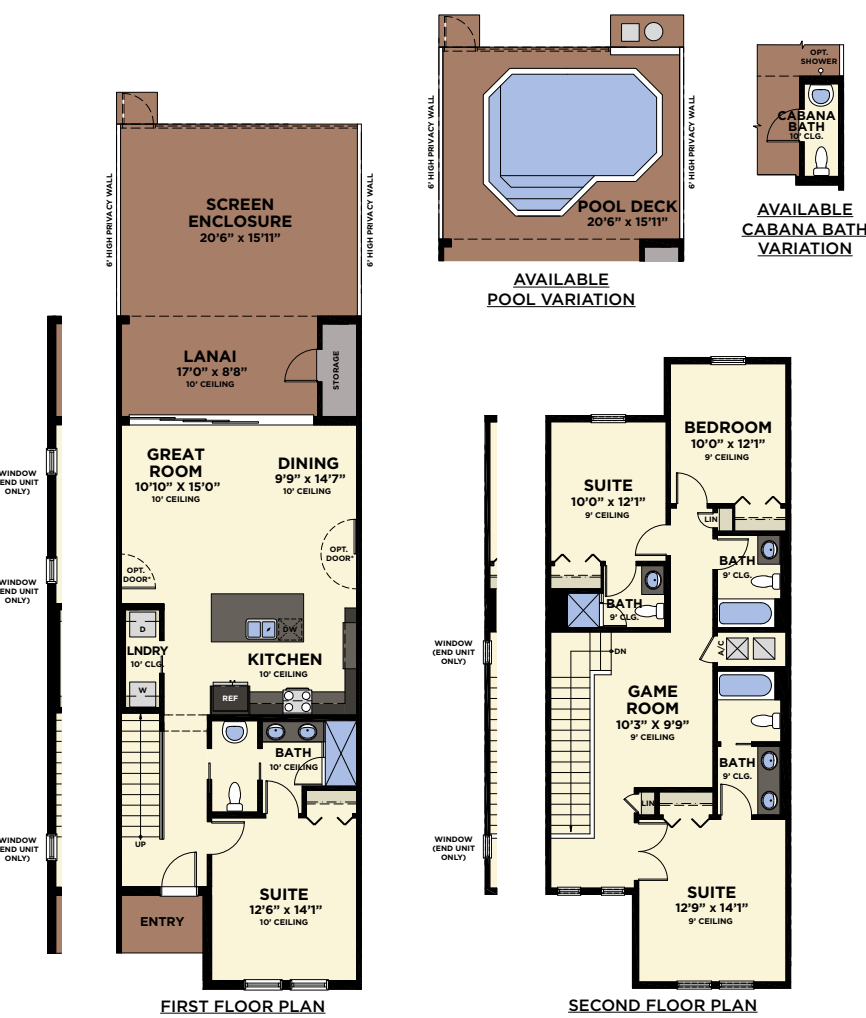 6' HIGH PRIVACY WALL
SCREEN
ENCLOSURE
20'6" x 15'11"
6' HIGH PRIVACY WALL
LANAI
17'0" x 8'8"
10' CEILING
STORAGE
GREAT
ROOM
10'10" X 15'0"
10' CEILING
DINING
9'9" x 14'7"
10' CEILING
WINDOW
(END UNIT
ONLY)
OPT.
DOOR*
OPT.
DOOR*
WINDOW
(END UNIT
ONLY)
D
LNDRY
10' CLG.
W
DW
KITCHEN
10' CEILING
REF
BATH
10' CEILING
UP
WINDOW
(END UNIT
ONLY)
SUITE
12'6" x 14'1"
10' CEILING
ENTRY
FIRST FLOOR PLAN
6' HIGH PRIVACY WALL
POOL DECK
20'6" x 15'11"
6' HIGH PRIVACY WALL
AVAILABLE
POOL VARIATION
OPT.
SHOWER
CABANA
BATH
10' CLG.
AVAILABLE
CABANA BATH
VARIATION
BEDROOM
10'0" x 12'1"
9' CEILING
SUITE
10'0" x 12'1"
9' CEILING
LIN
BATH
9' CLG.
BATH
9' CLG.
WINDOW
(END UNIT
ONLY)
DN
A/C
GAME
ROOM
10'3" X 9'9"
9' CEILING
BATH
9' CLG.
LIN
WINDOW
(END UNIT
ONLY)
SUITE
12'9" x 14'1"
9' CEILING
SECOND FLOOR PLAN